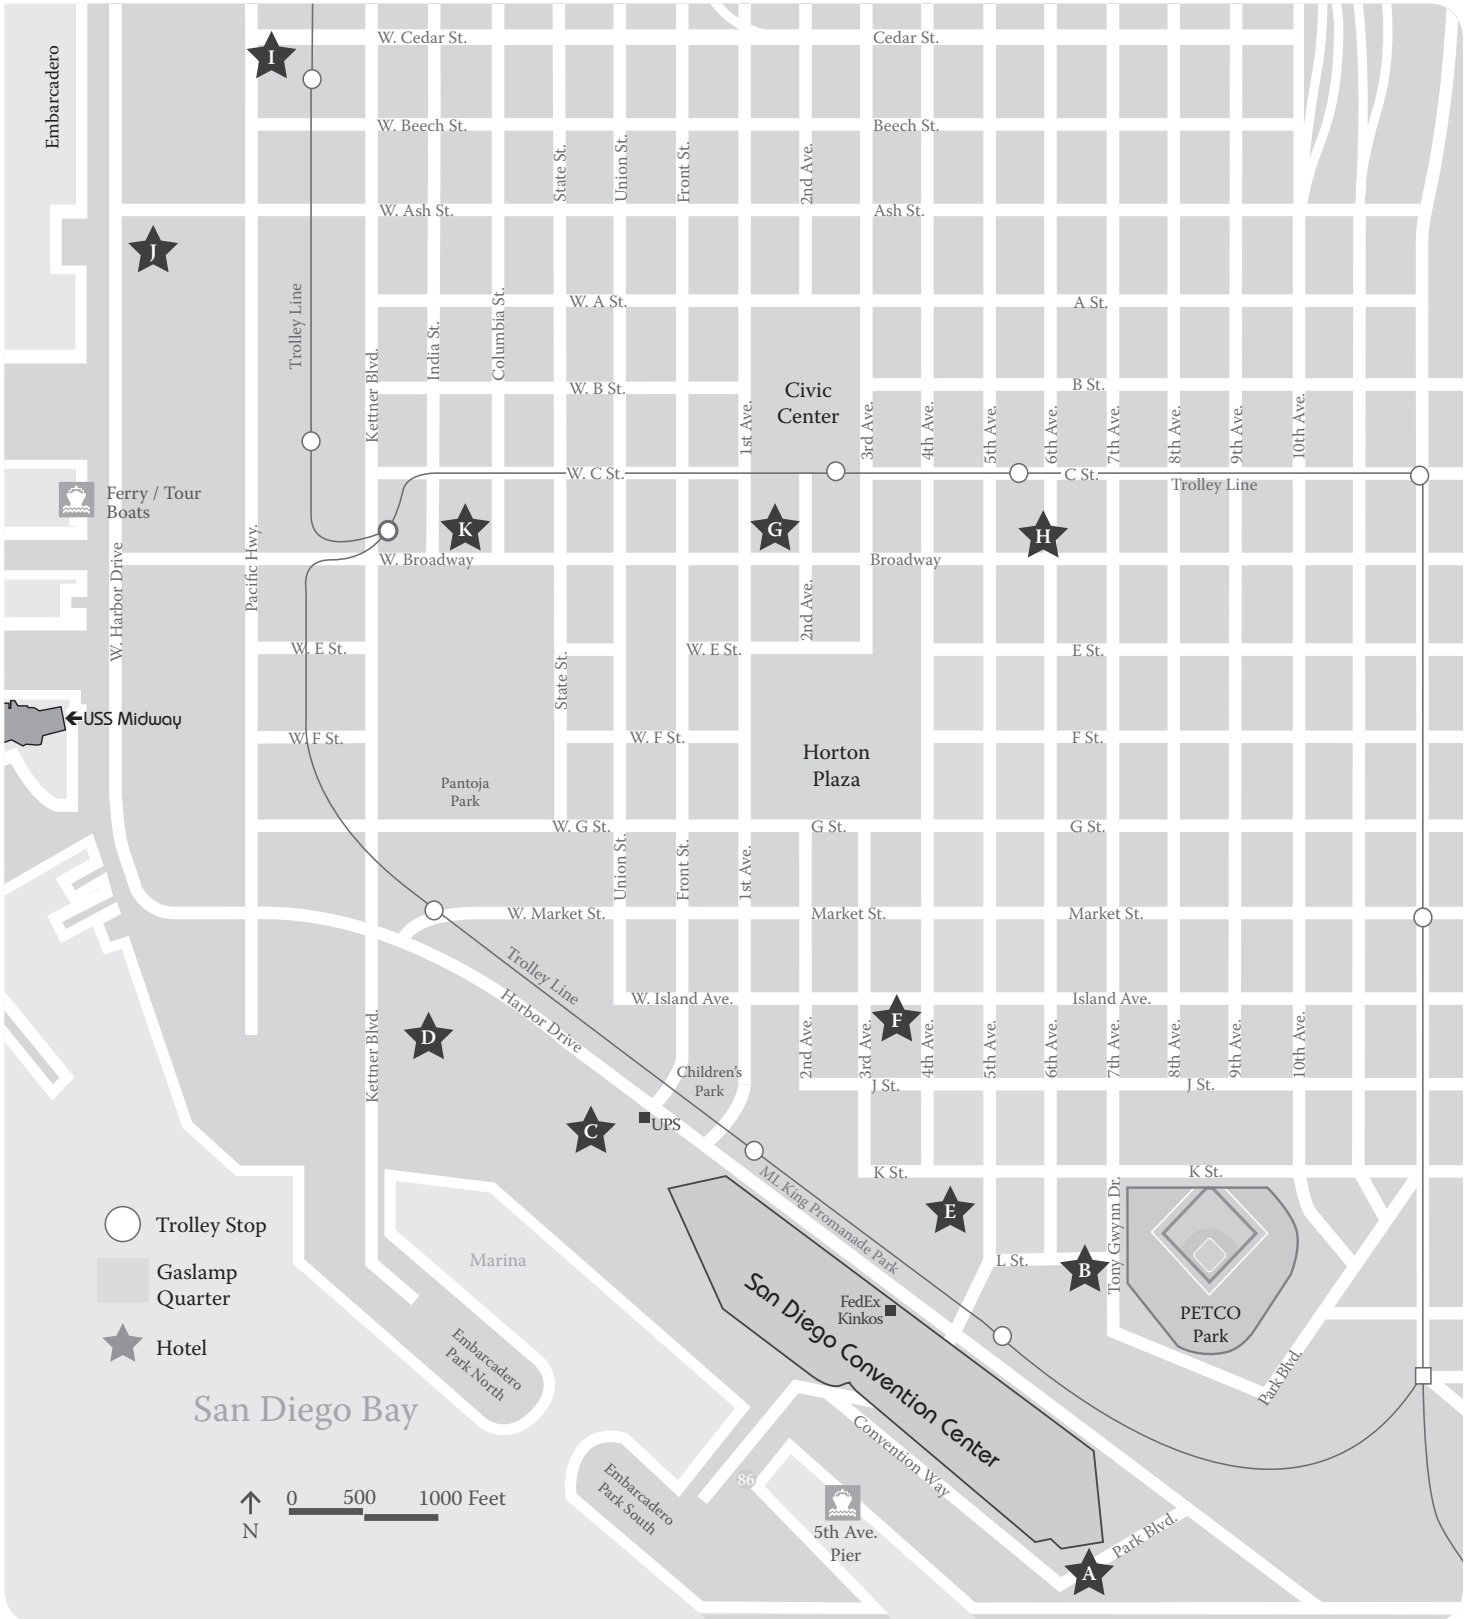 I
W. Cedar St.
Cedar St.
Embarcadero
W. Beech St.
Beech St.
State St.
Union St.
Front St.
2nd Ave.
W. Ash St.
Ash St.
J
Trolley Line
Columbia St.
W. A St.
A St.
India St.
Kettner Blvd.
W. B St.
Civic
Center
B St.
1st Ave.
3rd Ave.
4th Ave.
5th Ave.
6th Ave.
7th Ave.
8th Ave.
9th Ave.
10th Ave.
W. C St.
C St.
Trolley Line
Ferry / Tour
Boats
K
G
H
W. Harbor Drive
Pacific Hwy.
W. Broadway
Broadway
2nd Ave.
W. E St.
W. E St.
E St.
State St.
USS Midway
W. F St.
W. F St.
F St.
Horton
Plaza
Pantoja
Park
W. G St.
G St.
G St.
Union St.
Front St.
1st Ave.
W. Market St.
Market St.
Market St.
Trolley Line
Harbor Drive
W. Island Ave.
Island Ave.
D
F
Kettner Blvd.
2nd Ave.
3rd Ave.
4th Ave.
5th Ave.
6th Ave.
7th Ave.
8th Ave.
9th Ave.
10th Ave.
Children's
Park
J St.
J St.
C
UPS
ML King Promanade Park
K St.
K St.
E
Tony Gwynn Dr.
Trolley Stop
Marina
L St.
B
Gaslamp
Quarter
FedEx
Kinkos
San Diego Convention Center
PETCO
Park
Hotel
Embarcadero
Park North
Park Blvd.
San Diego Bay
Convention Way
Embarcadero
Park South
86
0 500 1000 Feet
N
5th Ave.
Pier
Park Blvd.
A